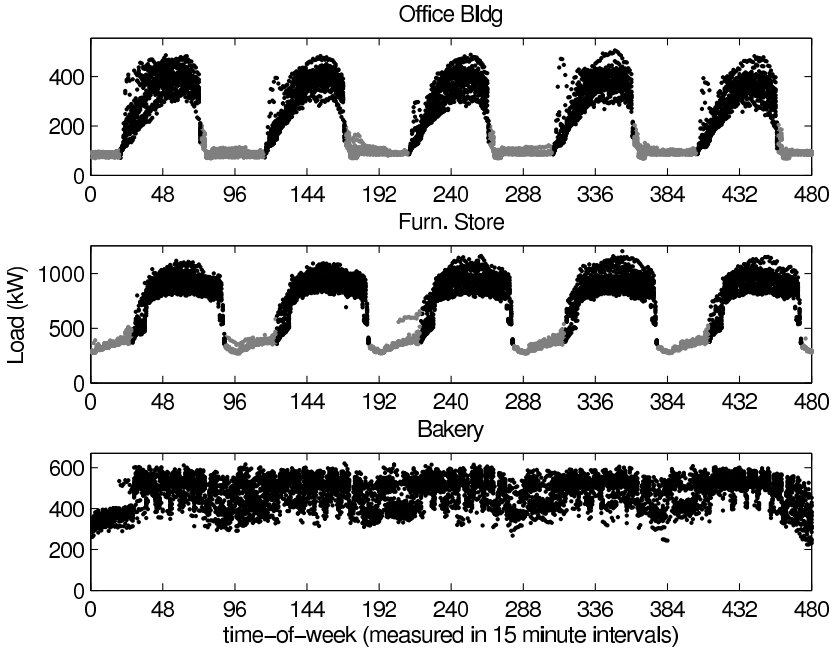 Office Bldg
400
200
0
0 48 96 144 192 240 288 336 384 432 480
Furn. Store
Load (kW)
1000
500
0
0 48 96 144 192 240 288 336 384 432 480
Bakery
600
400
200
0
0 48 96 144 192 240 288 336 384 432 480
time−of−week (measured in 15 minute intervals)